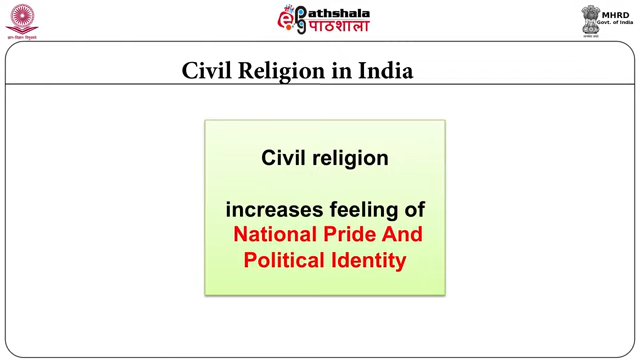 Pathshala
पाठशाला
MHRD
Govt. of India
Civil Religion in India
Civil religion
increases feeling of
National Pride And
Political Identity